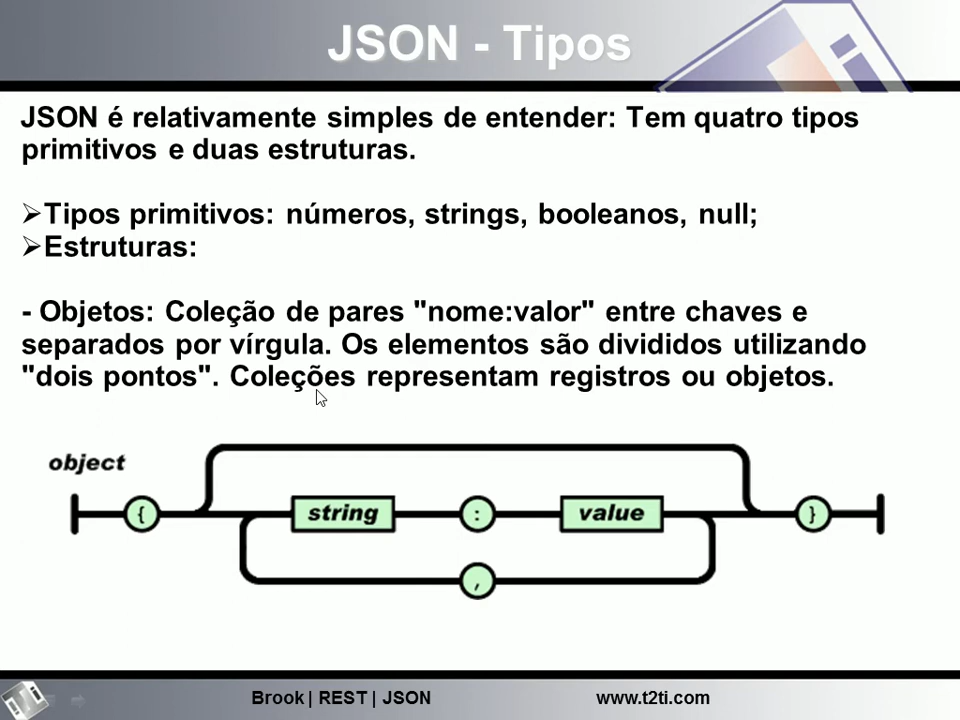 JSON - Tipos
JSON é relativamente simples de entender: Tem quatro tipos
primitivos e duas estruturas.
➢Tipos primitivos: números, strings, booleanos, null;
➢Estruturas:
- Objetos: Coleção de pares "nome:valor" entre chaves e
separados por vírgula. Os elementos são divididos utilizando
"dois pontos". Coleções representam registros ou objetos.
object
{ string : value }
,
Brook | REST | JSON www.t2ti.com